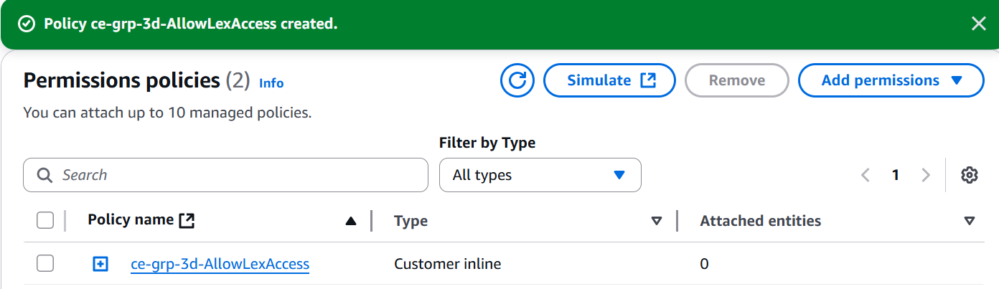 Policy ce-grp-3d-AllowLexAccess created.
Permissions policies (2) Info
Simulate
Remove
Add permissions
You can attach up to 10 managed policies.
Filter by Type
Search
All types
1
Policy name
Type
Attached entities
ce-grp-3d-AllowLexAccess
Customer inline
0